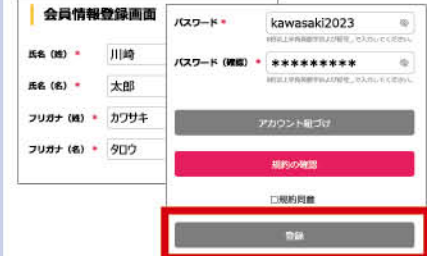 会員情報登録画面
氏名（姓） * 川崎
氏名（名） * 太郎
フリガナ（姓） * カワサキ
フリガナ（名） * タロウ
パスワード * kawasaki2023
パスワード（確認） * *********
アカウント紐づけ
規約の確認
□規約同意
登録